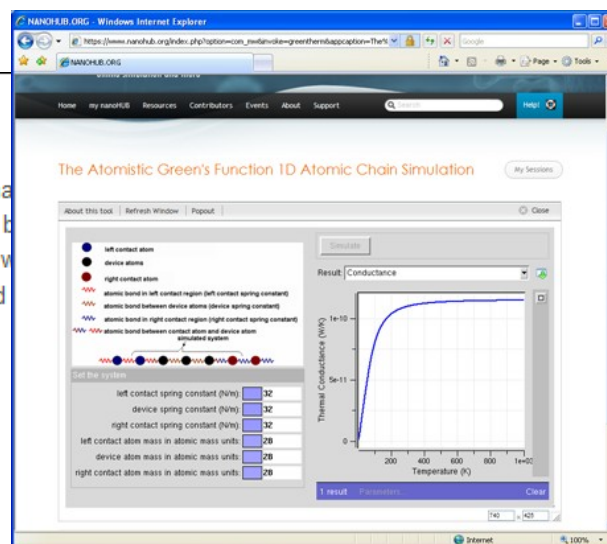 NANOHUB.ORG - Windows Internet Explorer
https://www.nanohub.org/index.php?option=com_mw&invoke=greentherm&appcaption=The%
Google
NANOHUB.ORG
Page
Tools
online simulation and more
Home my nanoHUB Resources Contributors Events About Support
Search
Help!
The Atomistic Green's Function 1D Atomic Chain Simulation
My Sessions
About this tool
Refresh Window
Popout
Close
left contact atom
device atoms
right contact atom
atomic bond in left contact region (left contact spring constant)
atomic bond between device atoms (device spring constant)
atomic bond in right contact region (right contact spring constant)
atomic bond between contact atom and device atom
simulated system
Set the system
left contact spring constant (N/m): 32
device spring constant (N/m): 32
right contact spring constant (N/m): 32
left contact atom mass in atomic mass units: 28
device atom mass in atomic mass units: 28
right contact atom mass in atomic mass units: 28
Simulate
Result: Conductance
Thermal Conductance (W/K)
1e-10
5e-11
0
200 400 600 800 1e+03
Temperature (K)
1 result Parameters...
Clear
740 x 425
Internet
100%